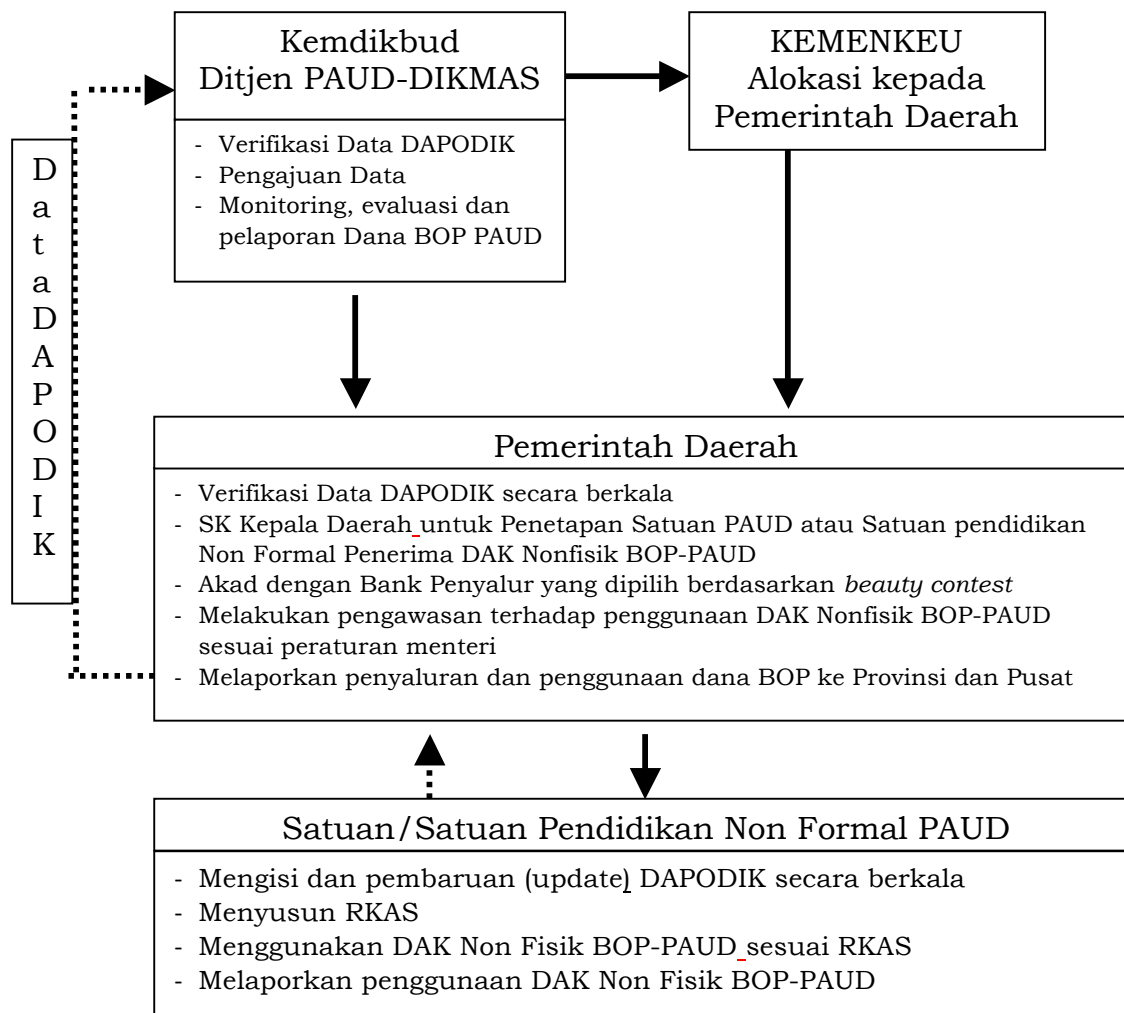 Kemdikbud
Ditjen PAUD-DIKMAS
- Verifikasi Data DAPODIK
- Pengajuan Data
- Monitoring, evaluasi dan
pelaporan Dana BOP PAUD
KEMENKEU
Alokasi kepada
Pemerintah Daerah
D
a
t
a
D
A
P
O
D
I
K
Pemerintah Daerah
- Verifikasi Data DAPODIK secara berkala
- SK Kepala Daerah untuk Penetapan Satuan PAUD atau Satuan pendidikan
Non Formal Penerima DAK Nonfisik BOP-PAUD
- Akad dengan Bank Penyalur yang dipilih berdasarkan beauty contest
- Melakukan pengawasan terhadap penggunaan DAK Nonfisik BOP-PAUD
sesuai peraturan menteri
- Melaporkan penyaluran dan penggunaan dana BOP ke Provinsi dan Pusat
Satuan/Satuan Pendidikan Non Formal PAUD
- Mengisi dan pembaruan (update) DAPODIK secara berkala
- Menyusun RKAS
- Menggunakan DAK Non Fisik BOP-PAUD sesuai RKAS
- Melaporkan penggunaan DAK Non Fisik BOP-PAUD